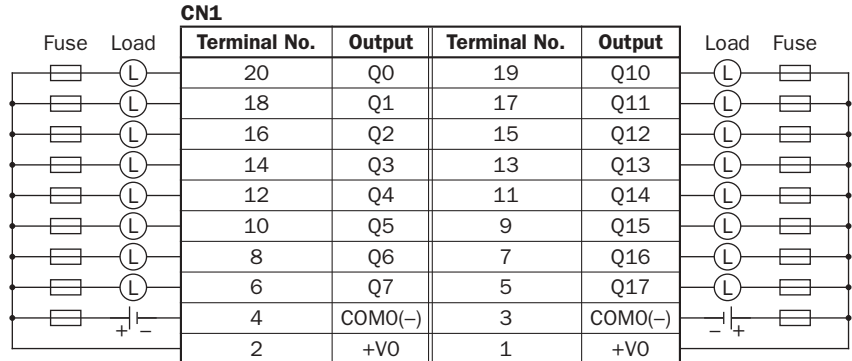 CN1
Fuse Load Terminal No. Output Terminal No. Output Load Fuse
L 20 Q0 19 Q10 L
L 18 Q1 17 Q11 L
L 16 Q2 15 Q12 L
L 14 Q3 13 Q13 L
L 12 Q4 11 Q14 L
L 10 Q5 9 Q15 L
L 8 Q6 7 Q16 L
L 6 Q7 5 Q17 L
+ − 4 COM0(–) 3 COM0(–) − +
2 +V0 1 +V0